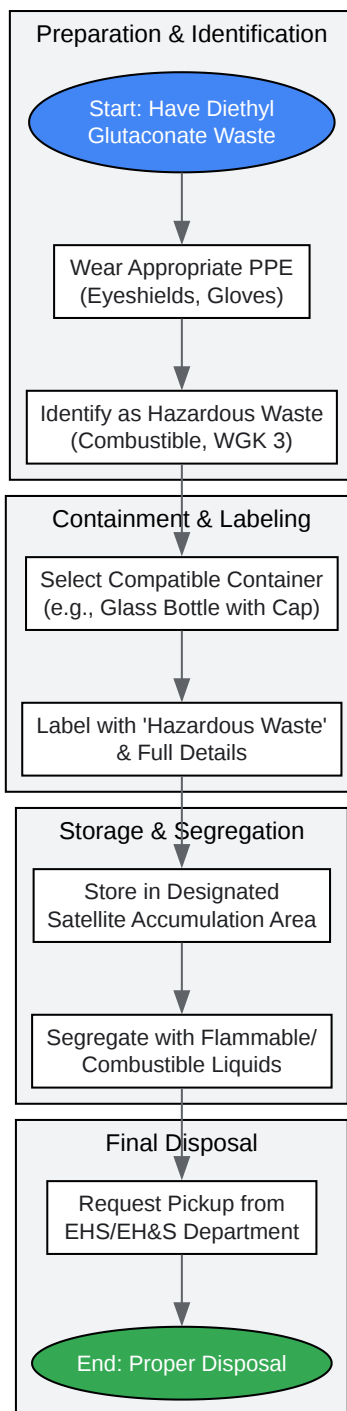 Preparation & Identification
Start: Have Diethyl
Glutaconate Waste
Wear Appropriate PPE
(Eyeshields, Gloves)
Identify as Hazardous Waste
(Combustible, WGK 3)
Containment & Labeling
Select Compatible Container
(e.g., Glass Bottle with Cap)
Label with 'Hazardous Waste'
& Full Details
Storage & Segregation
Store in Designated
Satellite Accumulation Area
Segregate with Flammable/
Combustible Liquids
Final Disposal
Request Pickup from
EHS/EH&S Department
End: Proper Disposal